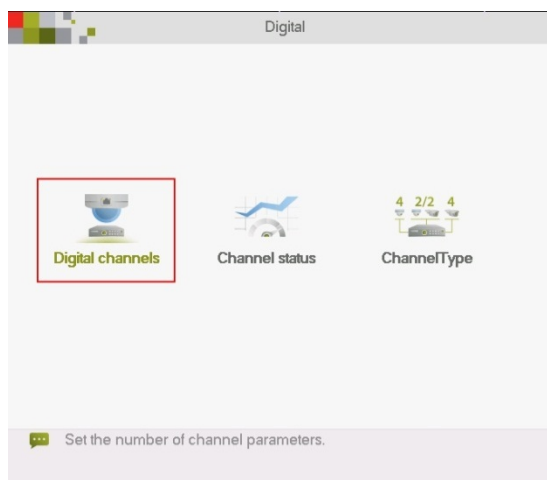 Digital
4 2/2 4
Digital channels
Channel status
ChannelType
Set the number of channel parameters.